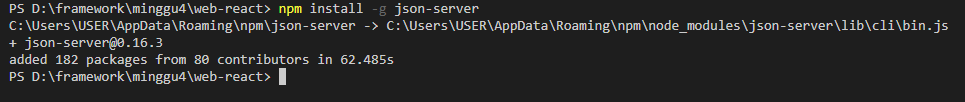 PS D:\framework\minggu4\web-react> npm install -g json-server
C:\Users\USER\AppData\Roaming\npm\json-server -> C:\Users\USER\AppData\Roaming\npm\node_modules\json-server\lib\cli\bin.js
+ json-server@0.16.3
added 182 packages from 80 contributors in 62.485s
PS D:\framework\minggu4\web-react>